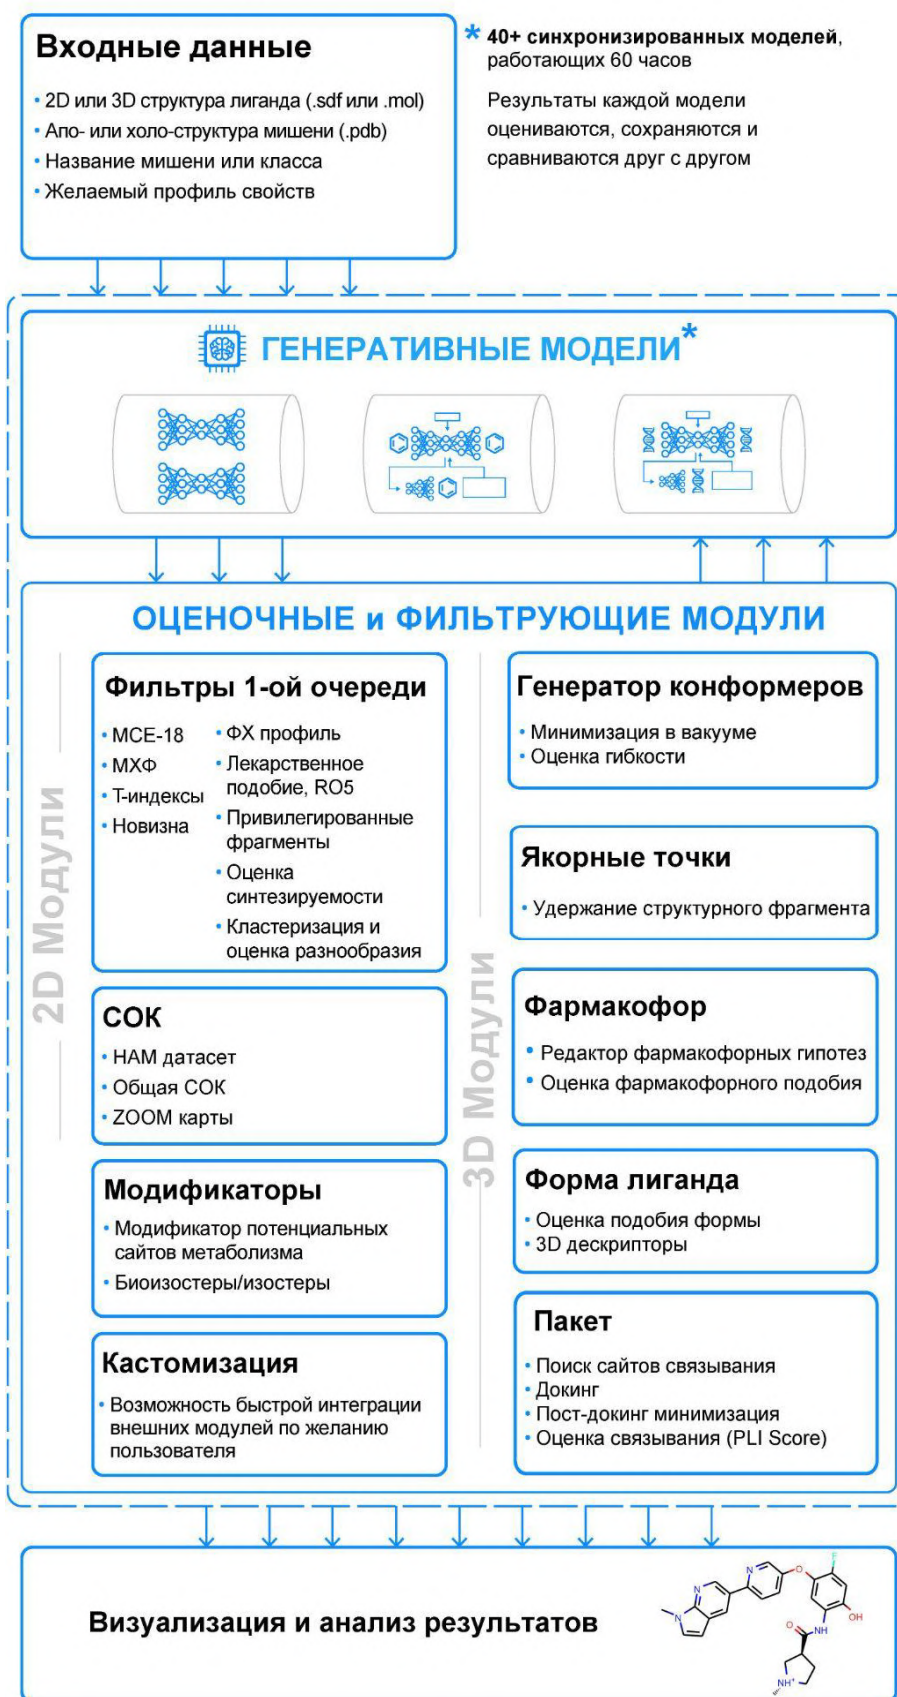 Входные данные
• 2D или 3D структура лиганда (.sdf или .mol)
• Апо- или холо-структура мишени (.pdb)
• Название мишени или класса
• Желаемый профиль свойств
* 40+ синхронизированных моделей,
работающих 60 часов
Результаты каждой модели
оцениваются, сохраняются и
сравниваются друг с другом
ГЕНЕРАТИВНЫЕ МОДЕЛИ*
ОЦЕНОЧНЫЕ и ФИЛЬТРУЮЩИЕ МОДУЛИ
2D Модули
Фильтры 1-ой очереди
• MCE-18
• МХФ
• Т-индексы
• Новизна
• ФХ профиль
• Лекарственное
подобие, RO5
• Привилегированные
фрагменты
• Оценка
синтезируемости
• Кластеризация и
оценка разнообразия
СОК
• НАМ датасет
• Общая СОК
• ZOOM карты
Модификаторы
• Модификатор потенциальных
сайтов метаболизма
• Биоизостеры/изостеры
Кастомизация
• Возможность быстрой интеграции
внешних модулей по желанию
пользователя
3D Модули
Генератор конформеров
• Минимизация в вакууме
• Оценка гибкости
Якорные точки
• Удержание структурного фрагмента
Фармакофор
• Редактор фармакофорных гипотез
• Оценка фармакофорного подобия
Форма лиганда
• Оценка подобия формы
• 3D дескрипторы
Пакет
• Поиск сайтов связывания
• Докинг
• Пост-докинг минимизация
• Оценка связывания (PLI Score)
Визуализация и анализ результатов
N
N
N
O
F
OH
NH
O
NH+